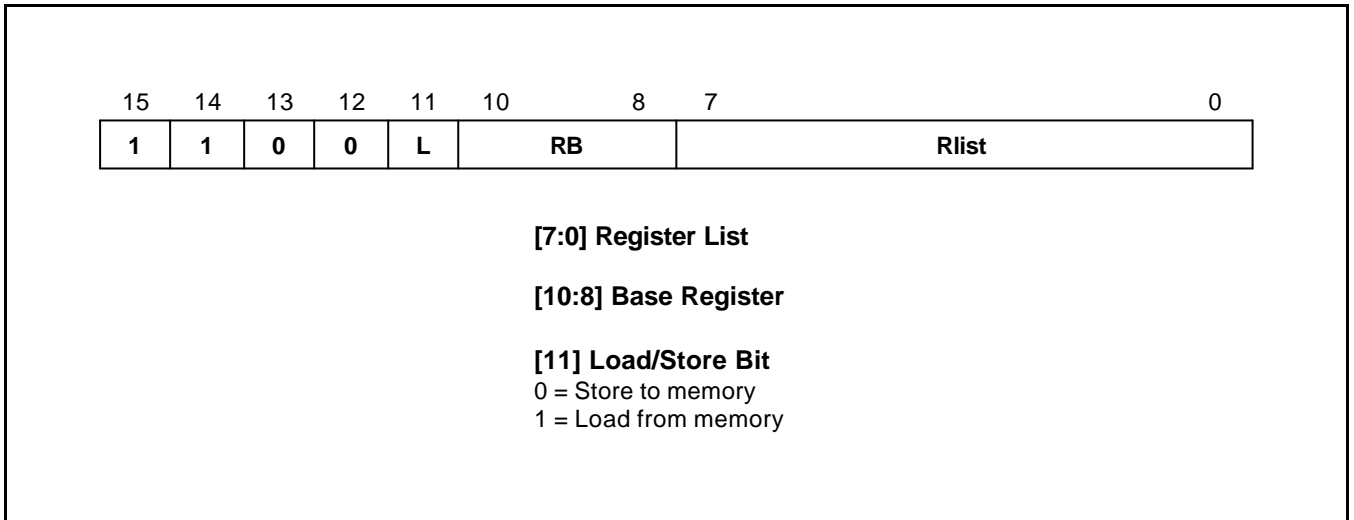 15 14 13 12 11 10 8 7 0
1 1 0 0 L RB Rlist
[7:0] Register List
[10:8] Base Register
[11] Load/Store Bit
0 = Store to memory
1 = Load from memory